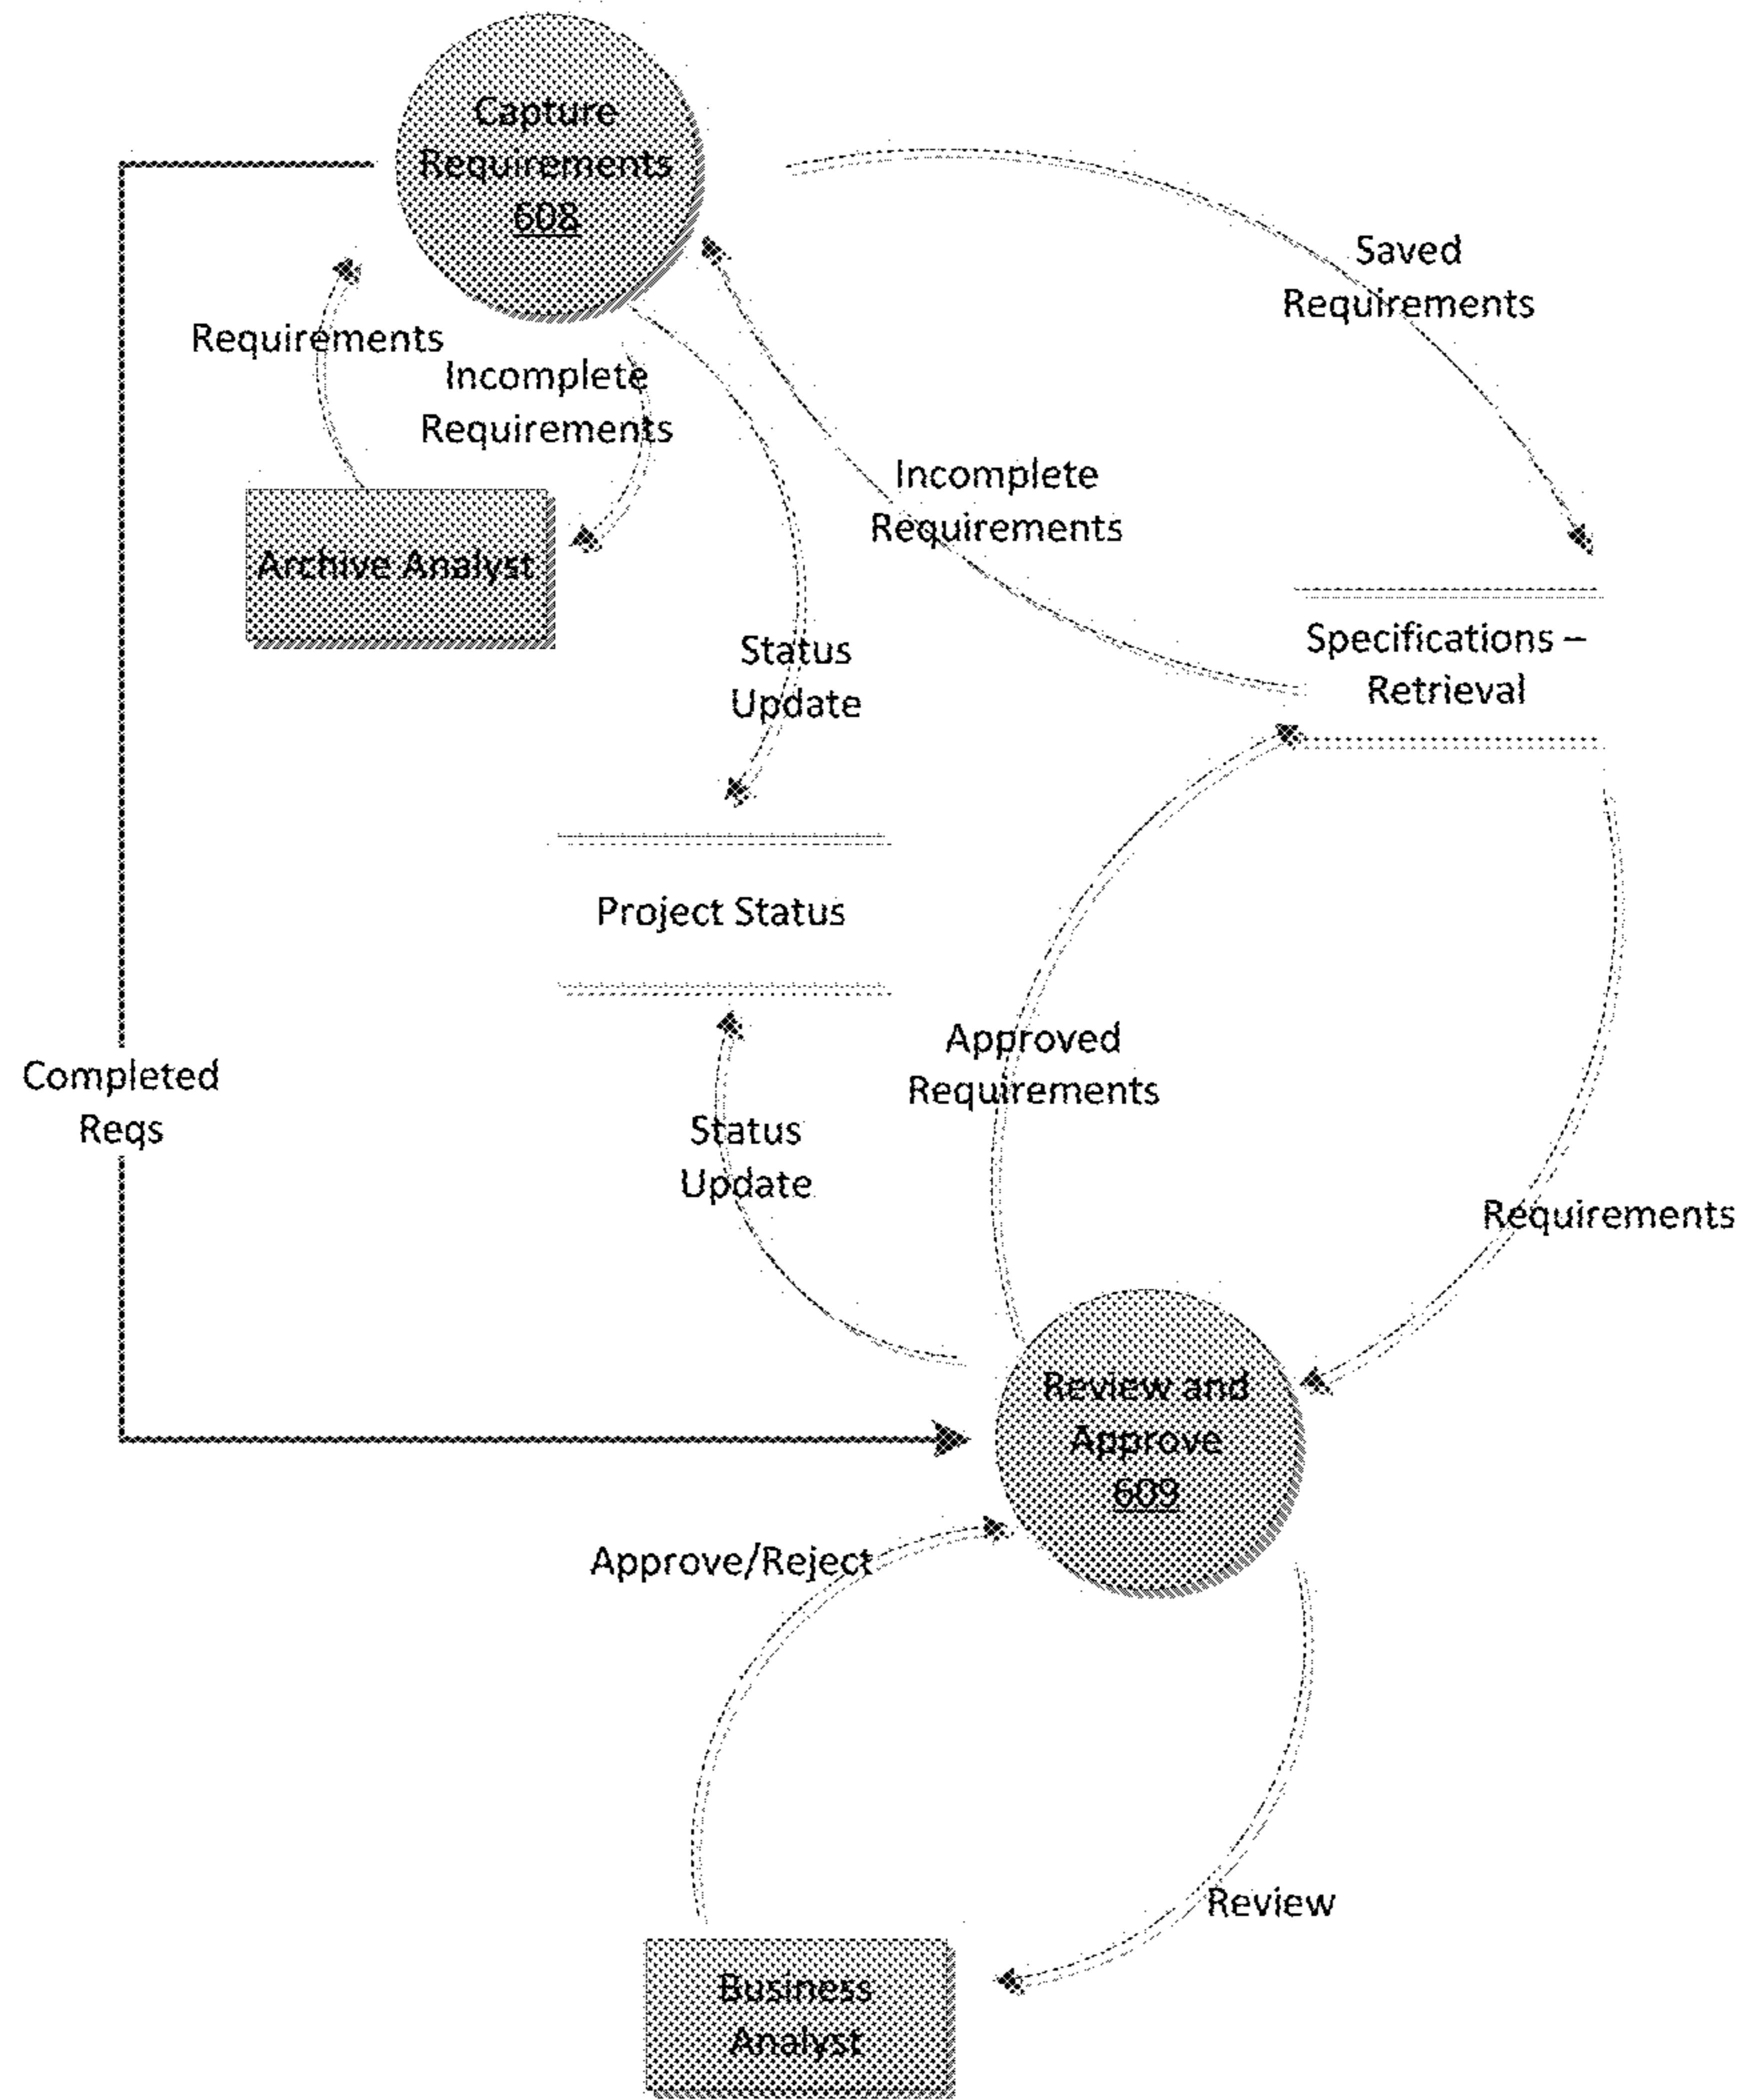 Capture
Requirements
608
Saved
Requirements
Requirements
Incomplete
Requirements
Incomplete
Requirements
Archive Analyst
Status
Update
Specifications –
Retrieval
Project Status
Approved
Requirements
Completed
Reqs
Status
Update
Requirements
Review and
Approve
609
Approve/Reject
Review
Business
Analyst